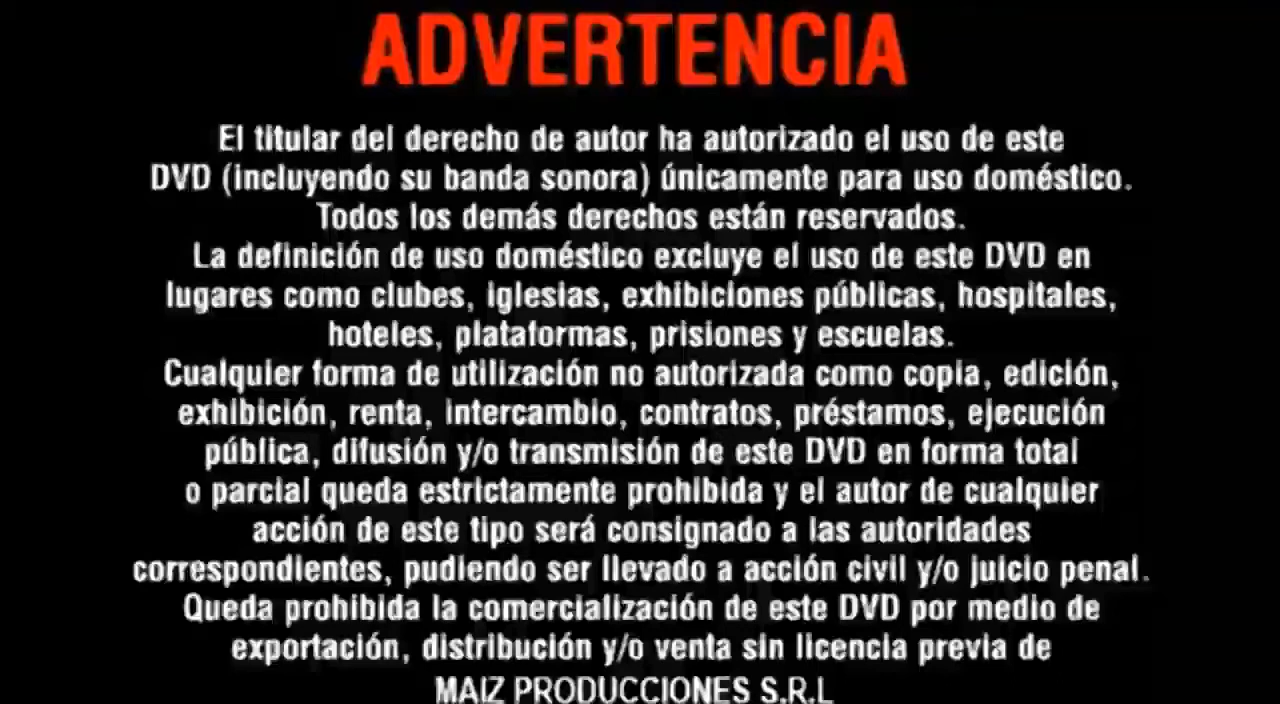 ADVERTENCIA
El titular del derecho de autor ha autorizado el uso de este
DVD (incluyendo su banda sonora) únicamente para uso doméstico.
Todos los demás derechos están reservados.
La definición de uso doméstico excluye el uso de este DVD en
lugares como clubes, iglesias, exhibiciones públicas, hospitales,
hoteles, plataformas, prisiones y escuelas.
Cualquier forma de utilización no autorizada como copia, edición,
exhibición, renta, intercambio, contratos, préstamos, ejecución
pública, difusión y/o transmisión de este DVD en forma total
o parcial queda estrictamente prohibida y el autor de cualquier
acción de este tipo será consignado a las autoridades
correspondientes, pudiendo ser llevado a acción civil y/o juicio penal.
Queda prohibida la comercialización de este DVD por medio de
exportación, distribución y/o venta sin licencia previa de
MAIZ PRODUCCIONES S.R.L